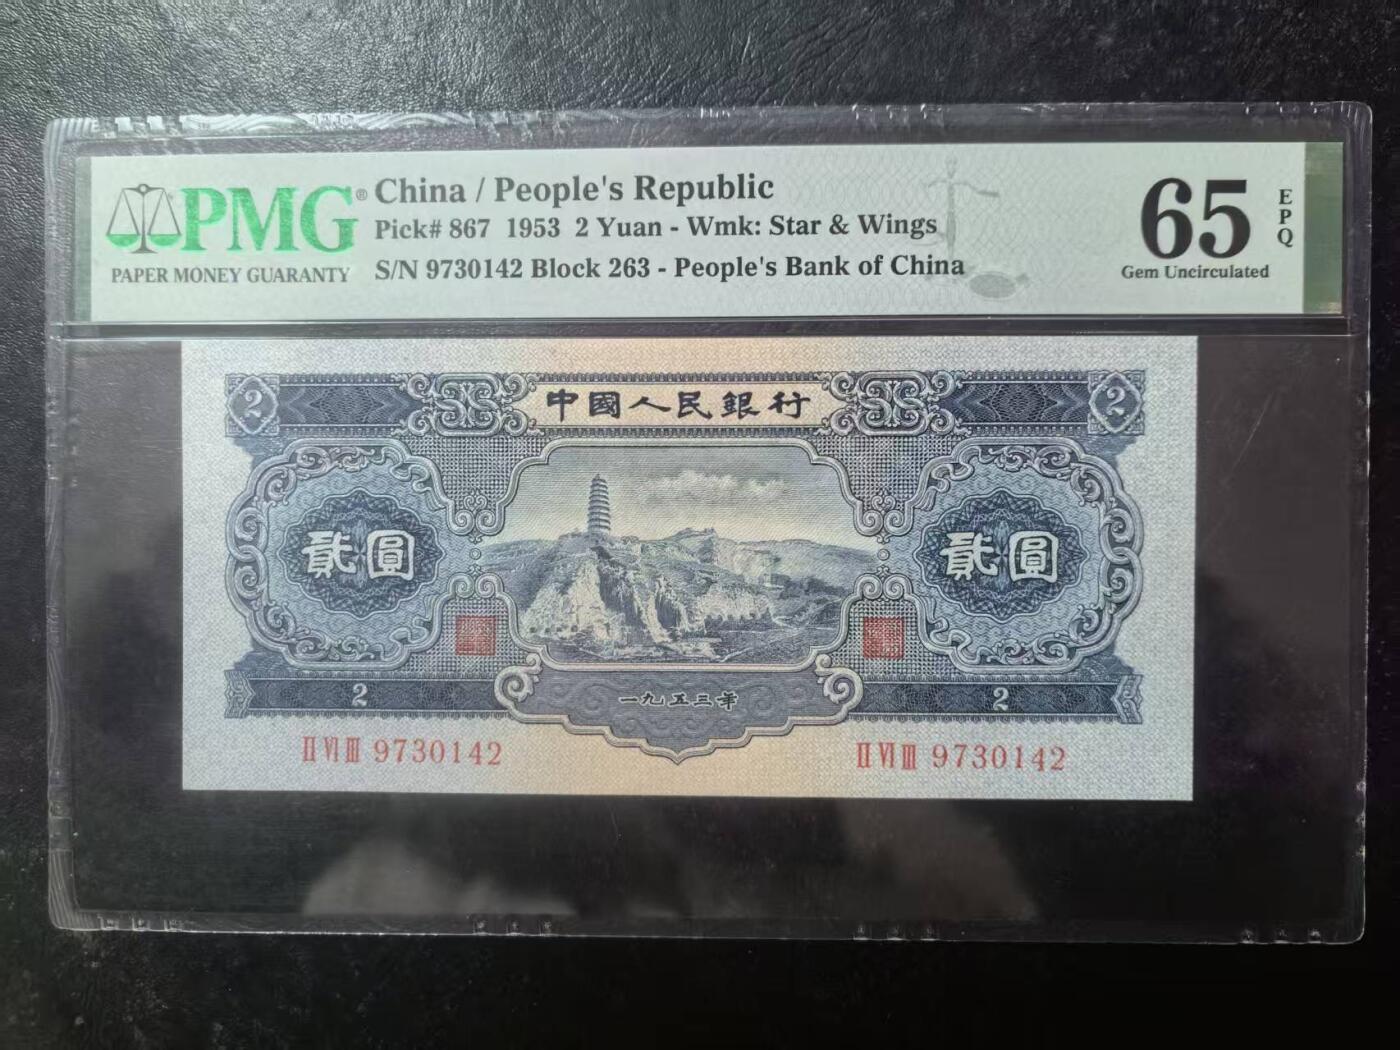 PMG®
PAPER MONEY GUARANTY
China / People's Republic
Pick# 867 1953 2 Yuan - Wmk: Star & Wings
S/N 9730142 Block 263 - People's Bank of China
65
EPQ
Gem Uncirculated
2 中國人民銀行 2
貳圓 貳圓
2 一九五三年 2
II VI III 9730142 II VI III 9730142